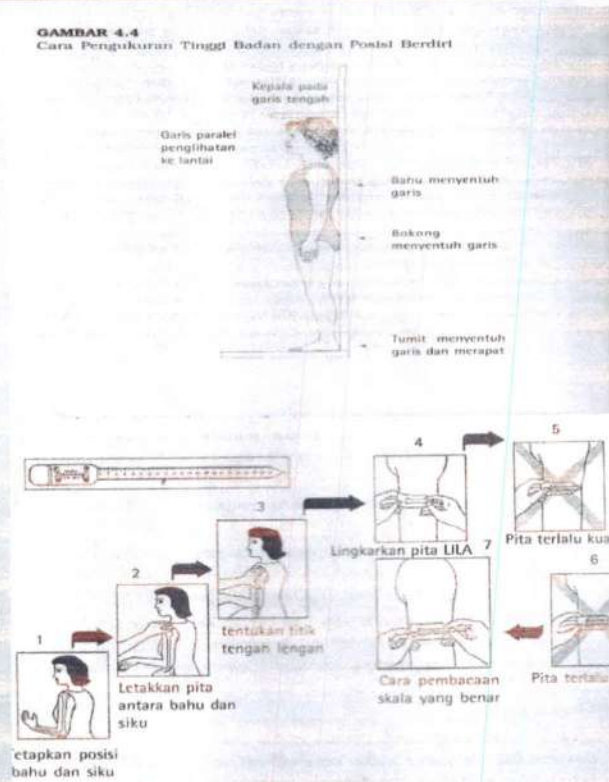 GAMBAR 4.4
Cara Pengukuran Tinggi Badan dengan Posisi Berdiri
Kepala pada
garis tengah
Garis paralel
penglihatan
ke lantai
Bahu menyentuh
garis
Bokong
menyentuh garis
Tumit menyentuh
garis dan merapat
1
etapkan posisi
bahu dan siku
2
Letakkan pita
antara bahu dan
siku
3
tentukan titik
tengah lengan
4
Lingkarkan pita LILA
5
Pita terlalu kua
6
Pita terlalu
7
Cara pembacaan
skala yang benar